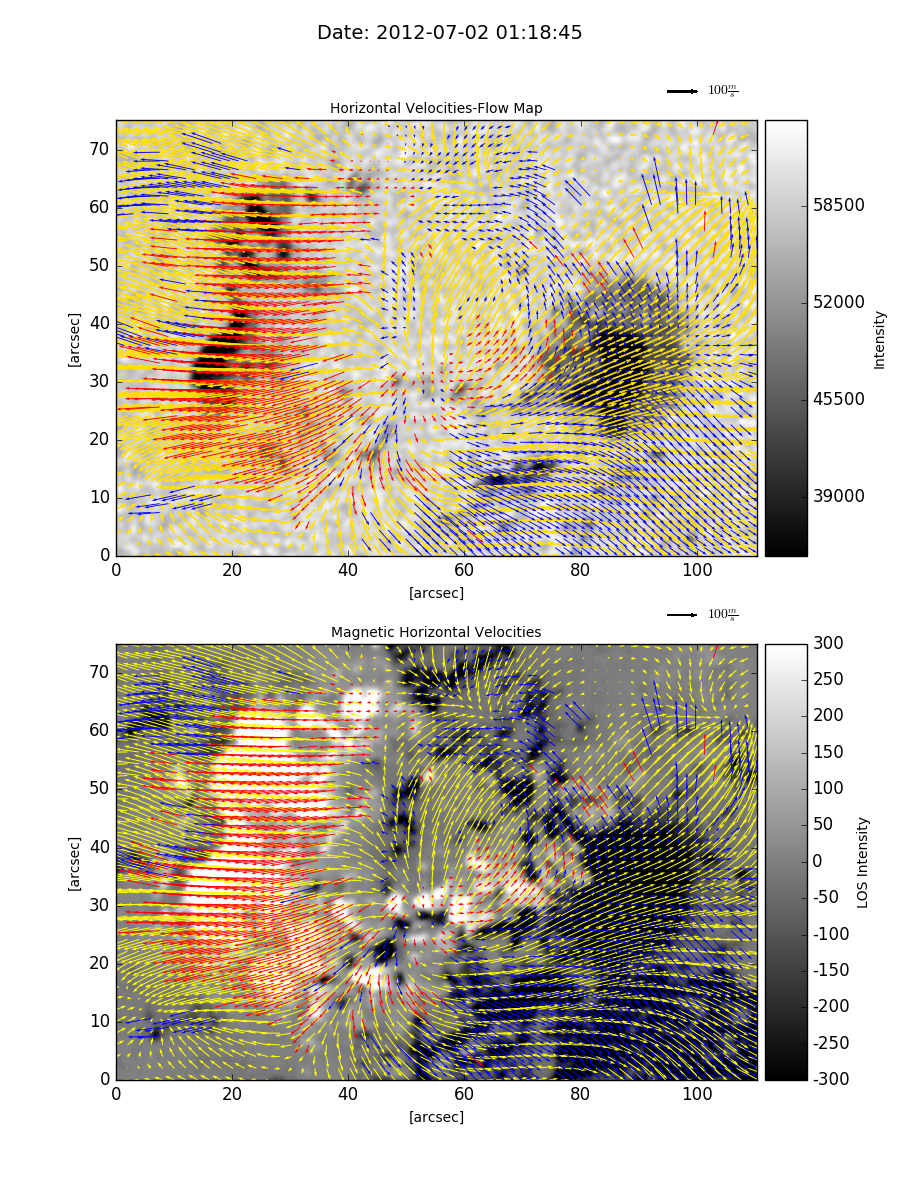 Date: 2012-07-02 01:18:45
100 m/s
Horizontal Velocities-Flow Map
70
60
50
40
30
20
10
0
[arcsec]
0 20 40 60 80 100
[arcsec]
58500
52000
45500
39000
Intensity
100 m/s
Magnetic Horizontal Velocities
70
60
50
40
30
20
10
0
[arcsec]
0 20 40 60 80 100
[arcsec]
300
250
200
150
100
50
0
-50
-100
-150
-200
-250
-300
LOS Intensity